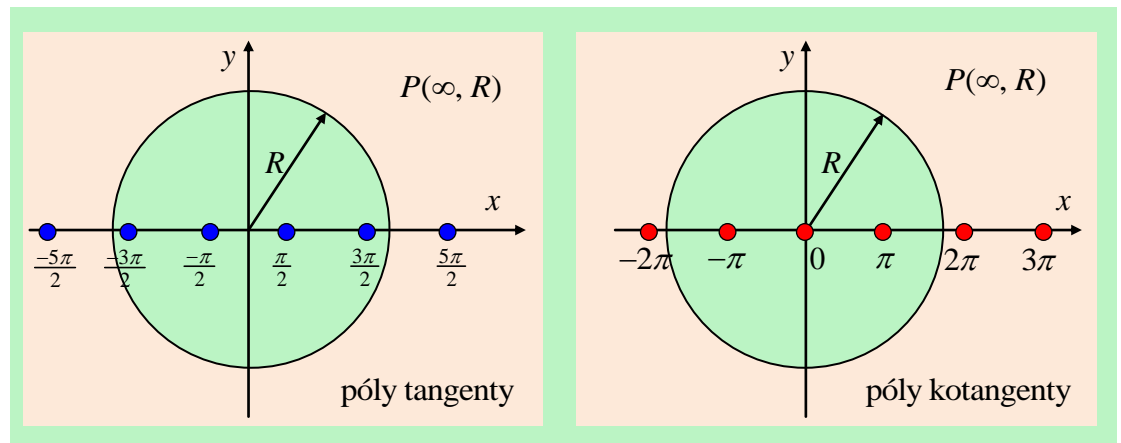 y
P(∞, R)
R
x
−5π/2 −3π/2 −π/2 π/2 3π/2 5π/2
póly tangenty
y
P(∞, R)
R
x
−2π −π 0 π 2π 3π
póly kotangenty